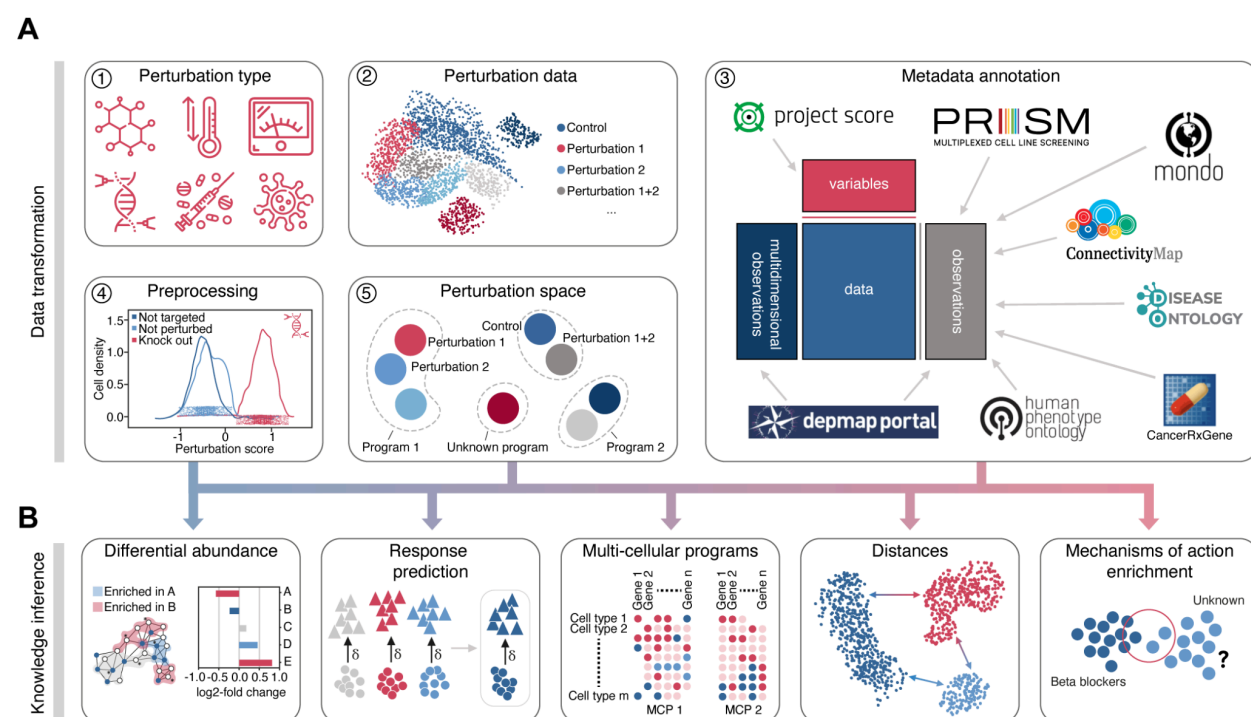 A
Data transformation
1
Perturbation type
2
Perturbation data
Control
Perturbation 1
Perturbation 2
Perturbation 1+2
...
3
Metadata annotation
project score
PRISM
MULTIPLEXED CELL LINE SCREENING
mondo
variables
multidimensional
observations
data
observations
ConnectivityMap
D
DISEASE
O
ONTOLOGY
depmap portal
human
phenotype
ontology
CancerRxGene
4
Preprocessing
Not targeted
Not perturbed
Knock out
Cell density
1.5
1.0
0.5
0.0
-1
0
1
Perturbation score
5
Perturbation space
Control
Perturbation 1
Perturbation 1+2
Perturbation 2
Program 1
Unknown program
Program 2
B
Knowledge inference
Differential abundance
Enriched in A
Enriched in B
A
B
C
D
E
-1.0
-0.5
0.0
0.5
1.0
log2-fold change
Response
prediction
δ
δ
δ
δ
Multi-cellular programs
Gene 1
Gene 2
Gene n
Gene 1
Gene 2
Gene n
Cell type 1
Cell type 2
Cell type m
MCP 1
MCP 2
Distances
Mechanisms of action
enrichment
Unknown
?
Beta blockers